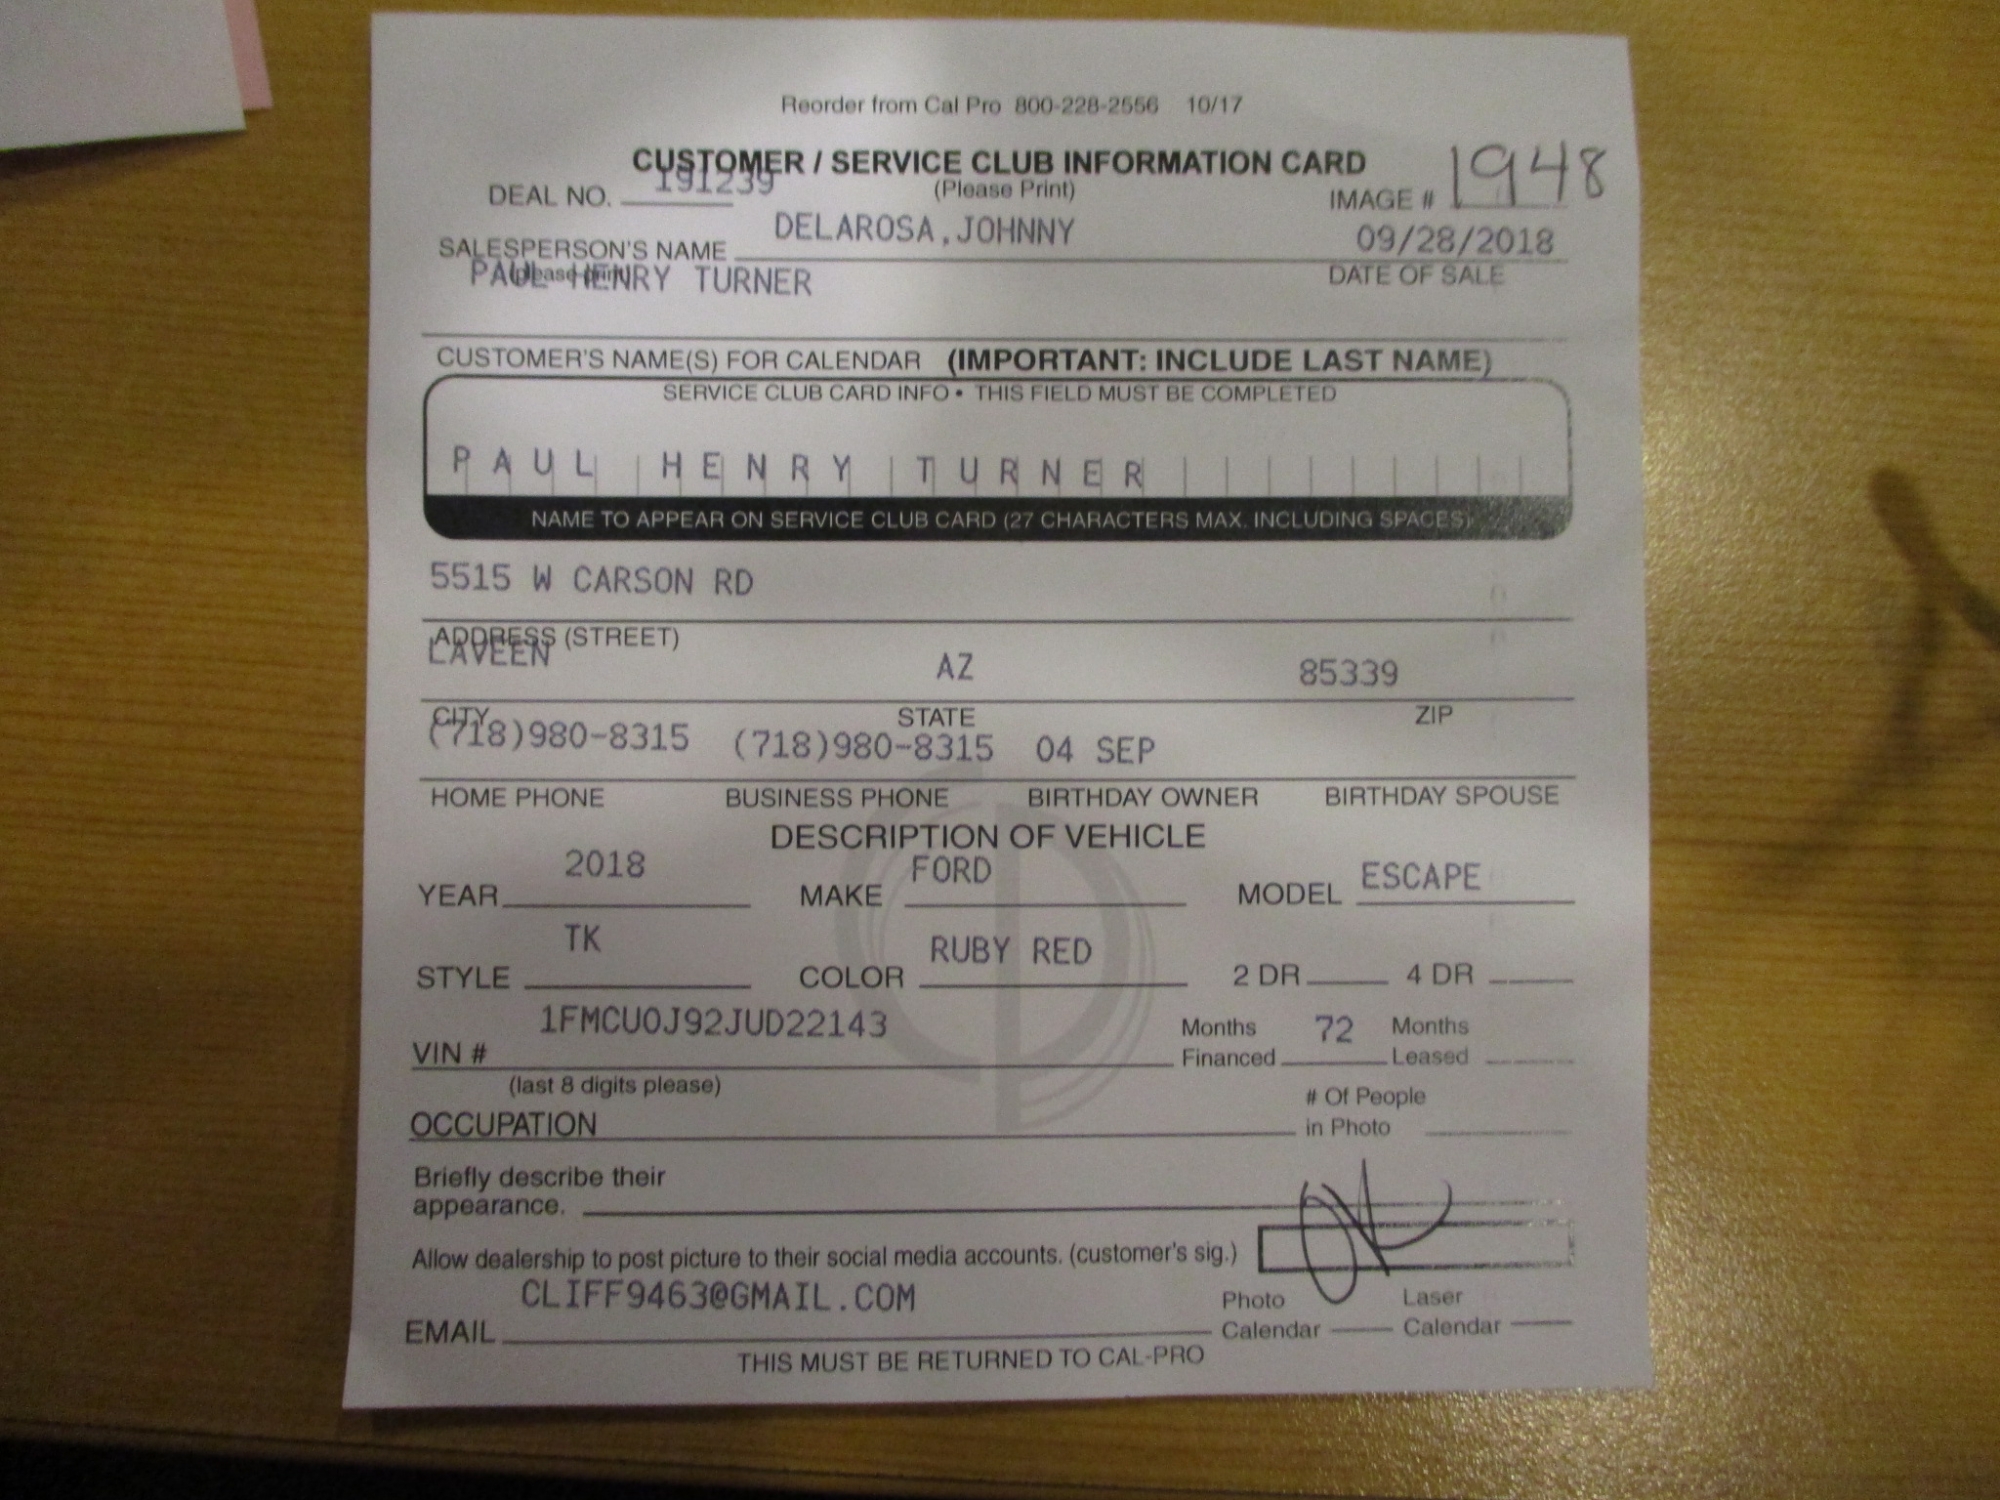 Reorder from Cal Pro 800-228-2556 10/17
CUSTOMER / SERVICE CLUB INFORMATION CARD
DEAL NO. 191239 (Please Print) IMAGE # 1948
SALESPERSON'S NAME DELAROSA,JOHNNY 09/28/2018
(please print) DATE OF SALE
PAUL HENRY TURNER
CUSTOMER'S NAME(S) FOR CALENDAR (IMPORTANT: INCLUDE LAST NAME)
SERVICE CLUB CARD INFO • THIS FIELD MUST BE COMPLETED
PAUL HENRY TURNER
NAME TO APPEAR ON SERVICE CLUB CARD (27 CHARACTERS MAX. INCLUDING SPACES)
5515 W CARSON RD
ADDRESS (STREET)
LAVEEN AZ 85339
CITY STATE ZIP
(718)980-8315 (718)980-8315 04 SEP
HOME PHONE BUSINESS PHONE BIRTHDAY OWNER BIRTHDAY SPOUSE
DESCRIPTION OF VEHICLE
YEAR 2018 MAKE FORD MODEL ESCAPE
STYLE TK COLOR RUBY RED 2 DR 4 DR
VIN # 1FMCU0J92JUD22143 Months Financed 72 Months Leased
(last 8 digits please)
OCCUPATION # Of People in Photo
Briefly describe their
appearance.
Allow dealership to post picture to their social media accounts. (customer's sig.)
EMAIL CLIFF9463@GMAIL.COM Photo Calendar Laser Calendar
THIS MUST BE RETURNED TO CAL-PRO